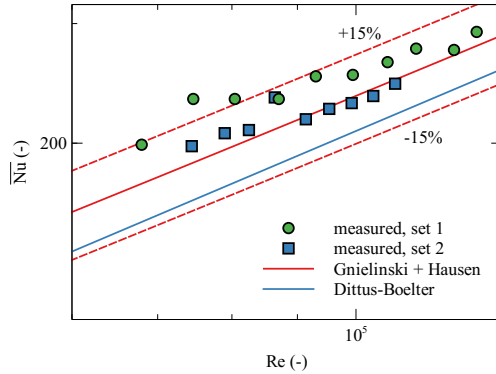 +15%
200
Nu (-)
-15%
measured, set 1
measured, set 2
Gnielinski + Hausen
Dittus-Boelter
10⁵
Re (-)